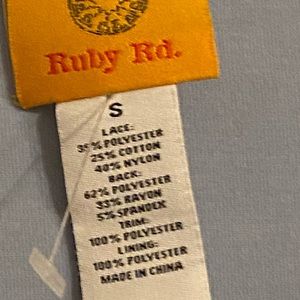 Ruby Rd.
S
LACE:
35% POLYESTER
25% COTTON
40% NYLON
BACK:
62% POLYESTER
33% RAYON
5% SPANDEX
TRIM:
100% POLYESTER
LINING:
100% POLYESTER
MADE IN CHINA